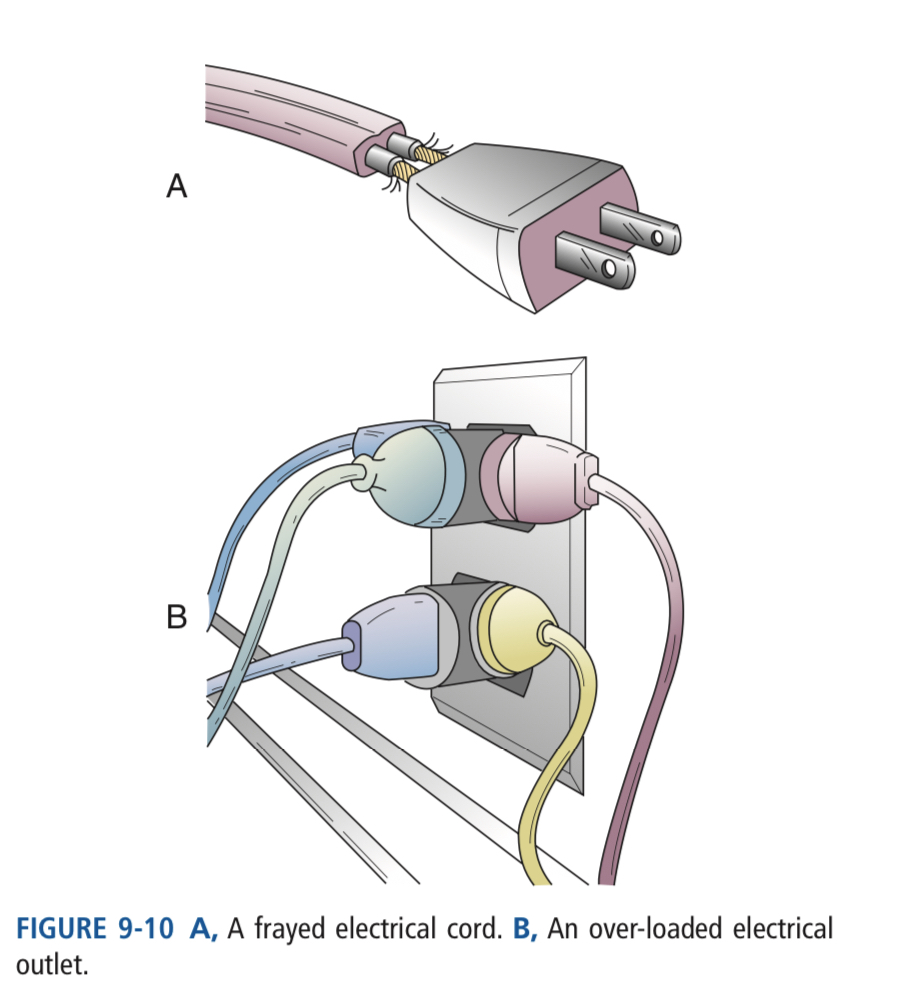 A
B
FIGURE 9-10 A, A frayed electrical cord. B, An over-loaded electrical
outlet.